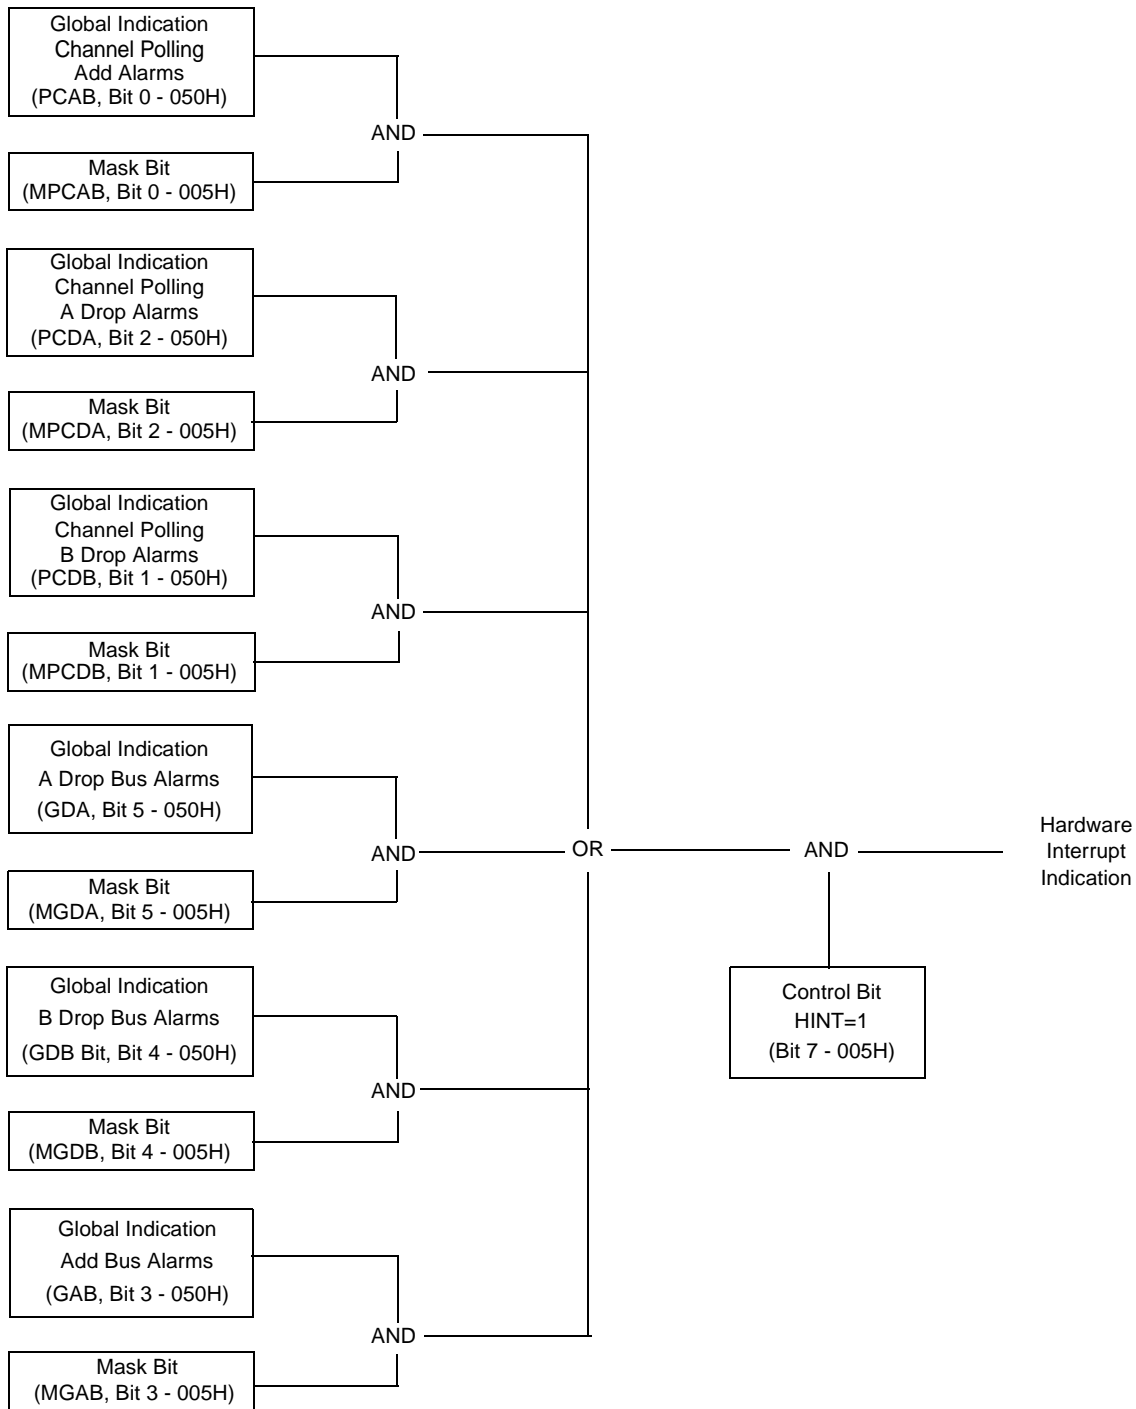 Global Indication
Channel Polling
Add Alarms
(PCAB, Bit 0 - 050H)
AND
Mask Bit
(MPCAB, Bit 0 - 005H)
Global Indication
Channel Polling
A Drop Alarms
(PCDA, Bit 2 - 050H)
AND
Mask Bit
(MPCDA, Bit 2 - 005H)
Global Indication
Channel Polling
B Drop Alarms
(PCDB, Bit 1 - 050H)
AND
Mask Bit
(MPCDB, Bit 1 - 005H)
Global Indication
A Drop Bus Alarms
(GDA, Bit 5 - 050H)
AND
Mask Bit
(MGDA, Bit 5 - 005H)
OR
AND
Hardware
Interrupt
Indication
Control Bit
HINT=1
(Bit 7 - 005H)
Global Indication
B Drop Bus Alarms
(GDB Bit, Bit 4 - 050H)
AND
Mask Bit
(MGDB, Bit 4 - 005H)
Global Indication
Add Bus Alarms
(GAB, Bit 3 - 050H)
AND
Mask Bit
(MGAB, Bit 3 - 005H)